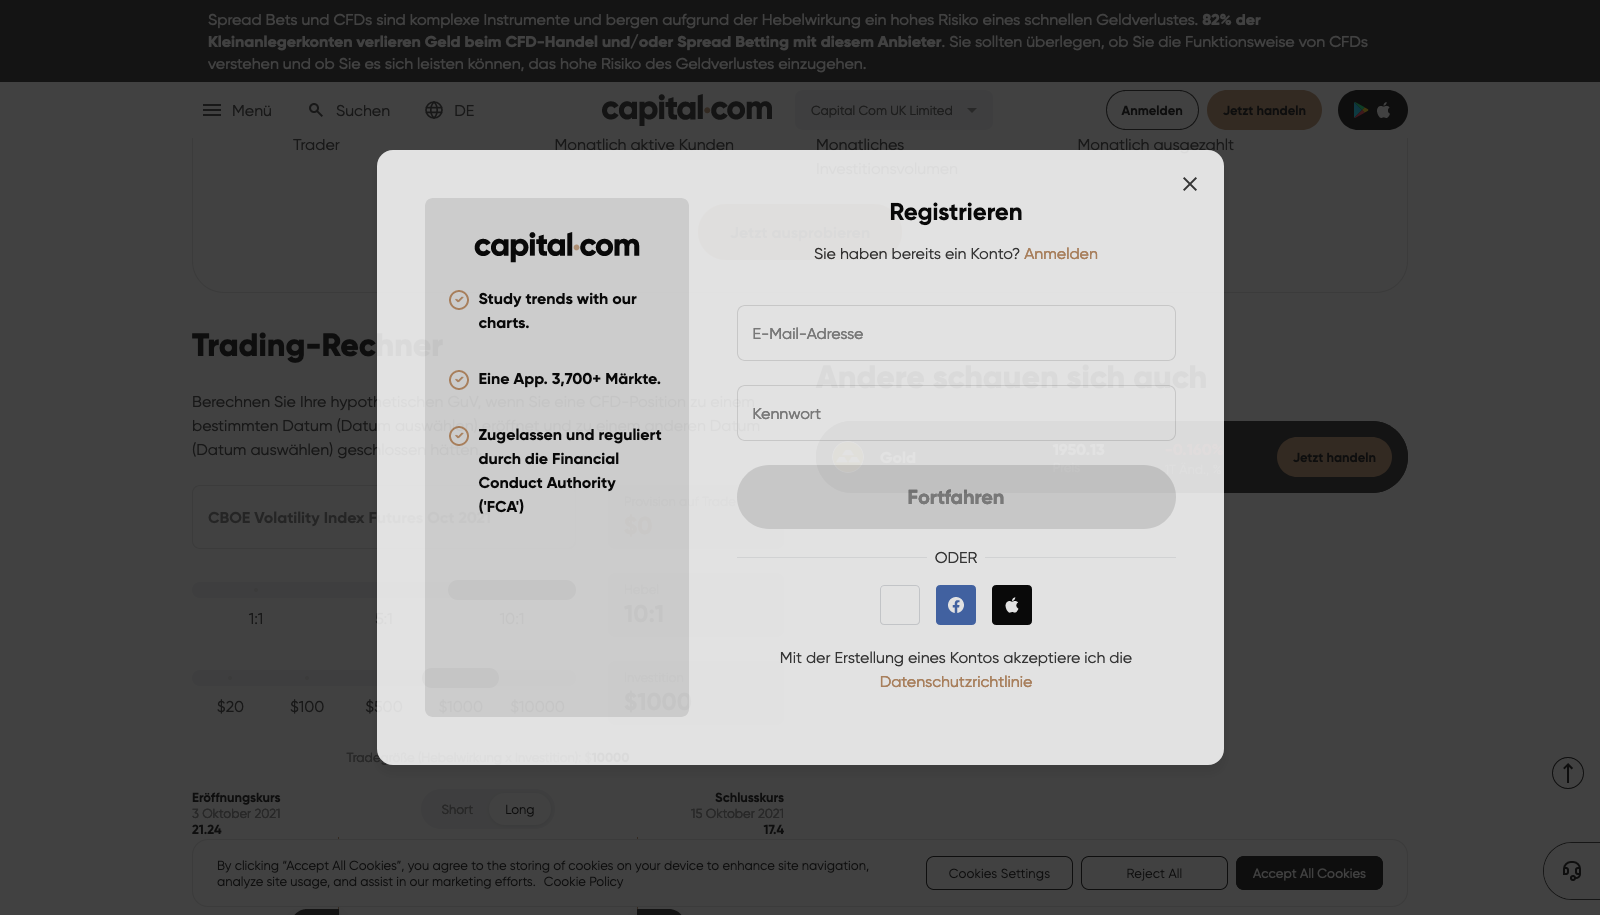 Spread Bets und CFDs sind komplexe Instrumente und bergen aufgrund der Hebelwirkung ein hohes Risiko eines schnellen Geldverlustes. 82% der
Kleinanlegerkonten verlieren Geld beim CFD-Handel und/oder Spread Betting mit diesem Anbieter. Sie sollten überlegen, ob Sie die Funktionsweise von CFDs
verstehen und ob Sie es sich leisten können, das hohe Risiko des Geldverlustes einzugehen.
Menü
Suchen
DE
capital.com
Capital Com UK Limited
Anmelden
Jetzt handeln
Trader
Monatlich aktive Kunden
Monatliches
Investitionsvolumen
Monatlich ausgezahlt
Jetzt ausprobieren
Registrieren
Sie haben bereits ein Konto? Anmelden
E-Mail-Adresse
Kennwort
Fortfahren
ODER
Mit der Erstellung eines Kontos akzeptiere ich die
Datenschutzrichtlinie
capital.com
Study trends with our
charts.
Eine App. 3,700+ Märkte.
Zugelassen und reguliert
durch die Financial
Conduct Authority
('FCA')
Trading-Rechner
Berechnen Sie Ihre hypothetischen GuV, wenn Sie eine CFD-Position zu einem
bestimmten Datum (Datum auswählen) eröffnet und zu einem anderen Datum
(Datum auswählen) geschlossen hätten.
CBOE Volatility Index Futures Oct 2021
$0
1:1
5:1
10:1
10:1
$20
$100
$500
$1000
$10000
$1000
$10000
Eröffnungskurs
3 Oktober 2021
21.24
Short
Long
Schlusskurs
15 Oktober 2021
17.4
Andere schauen sich auch
Gold
1950.13
Jetzt handeln
By clicking “Accept All Cookies”, you agree to the storing of cookies on your device to enhance site navigation,
analyze site usage, and assist in our marketing efforts. Cookie Policy
Cookies Settings
Reject All
Accept All Cookies